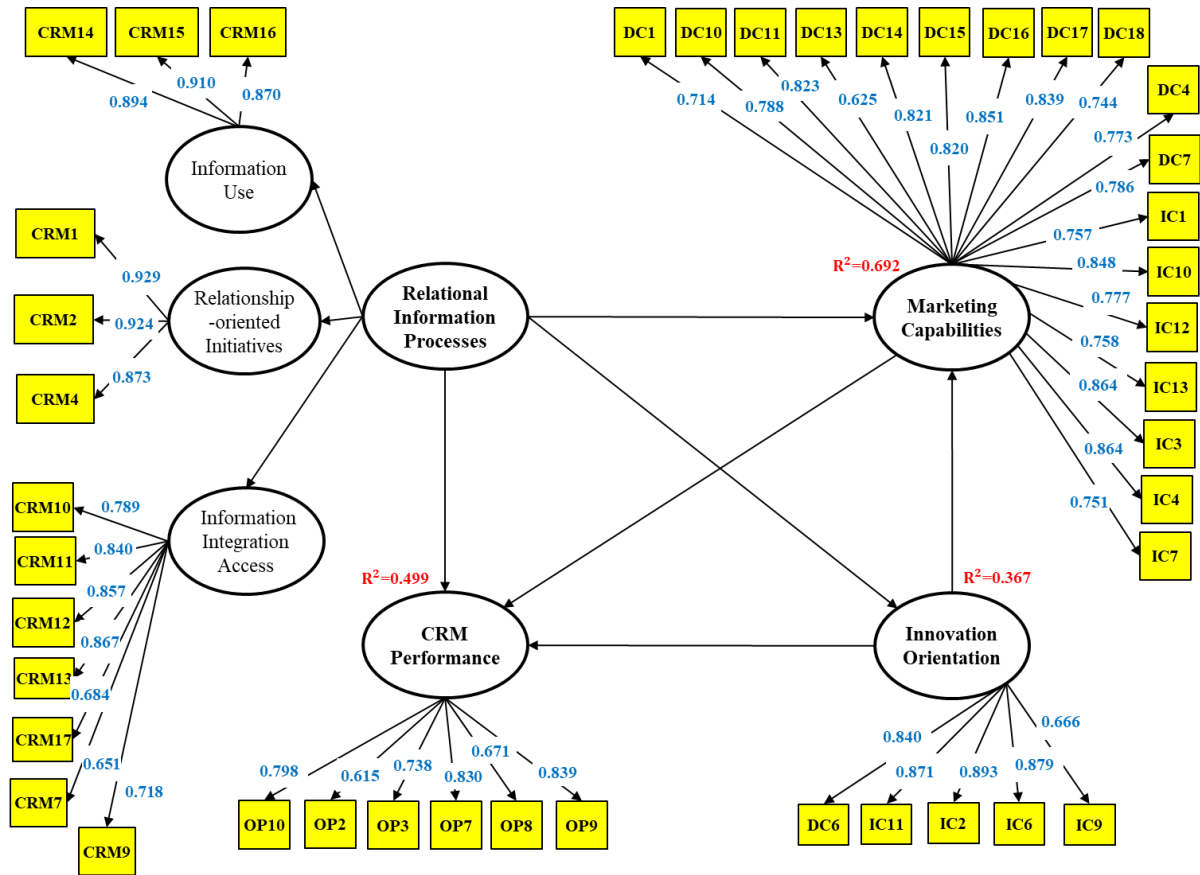 CRM14
CRM15
CRM16
0.894
0.910
0.870
Information
Use
CRM1
CRM2
CRM4
0.929
0.924
0.873
Relationship
-oriented
Initiatives
Relational
Information
Processes
CRM10
CRM11
CRM12
CRM13
CRM17
CRM7
CRM9
0.789
0.840
0.857
0.867
0.684
0.651
0.718
Information
Integration
Access
DC1
DC10
DC11
DC13
DC14
DC15
DC16
DC17
DC18
DC4
DC7
IC1
IC10
IC12
IC13
IC3
IC4
IC7
0.714
0.788
0.823
0.625
0.821
0.820
0.851
0.839
0.744
0.773
0.786
0.757
0.848
0.777
0.758
0.864
0.864
0.751
R²=0.692
Marketing
Capabilities
R²=0.499
CRM
Performance
0.798
0.615
0.738
0.830
0.671
0.839
OP10
OP2
OP3
OP7
OP8
OP9
R²=0.367
Innovation
Orientation
0.840
0.871
0.893
0.879
0.666
DC6
IC11
IC2
IC6
IC9